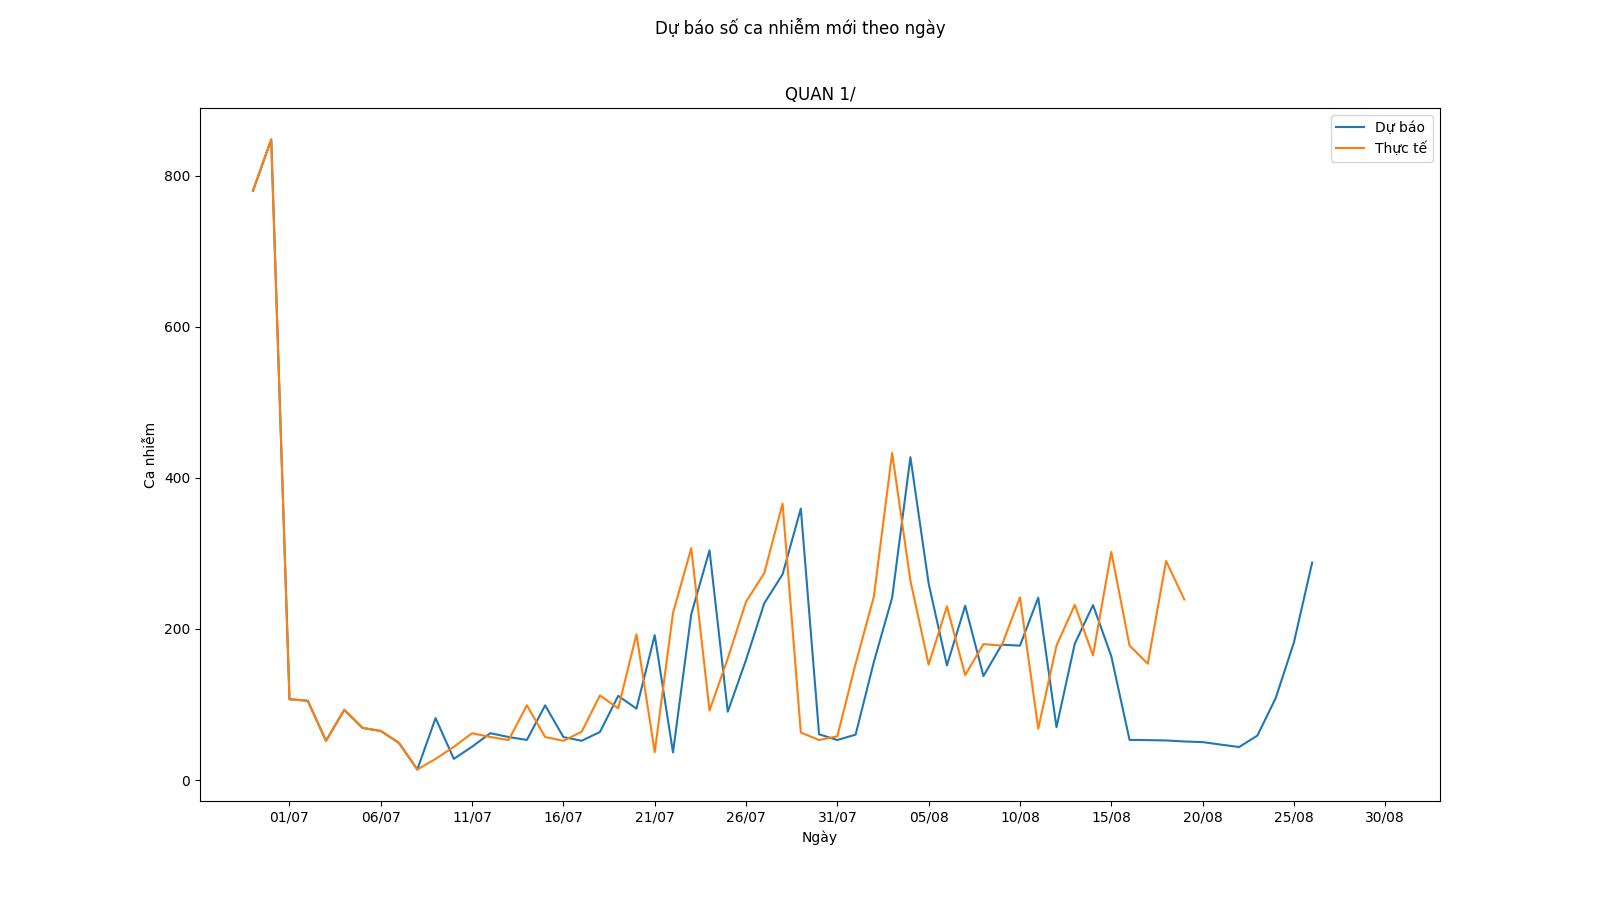 Dự báo số ca nhiễm mới theo ngày
QUAN 1/
Dự báo
Thực tế
800
600
400
200
0
Ca nhiễm
01/07 06/07 11/07 16/07 21/07 26/07 31/07 05/08 10/08 15/08 20/08 25/08 30/08
Ngày